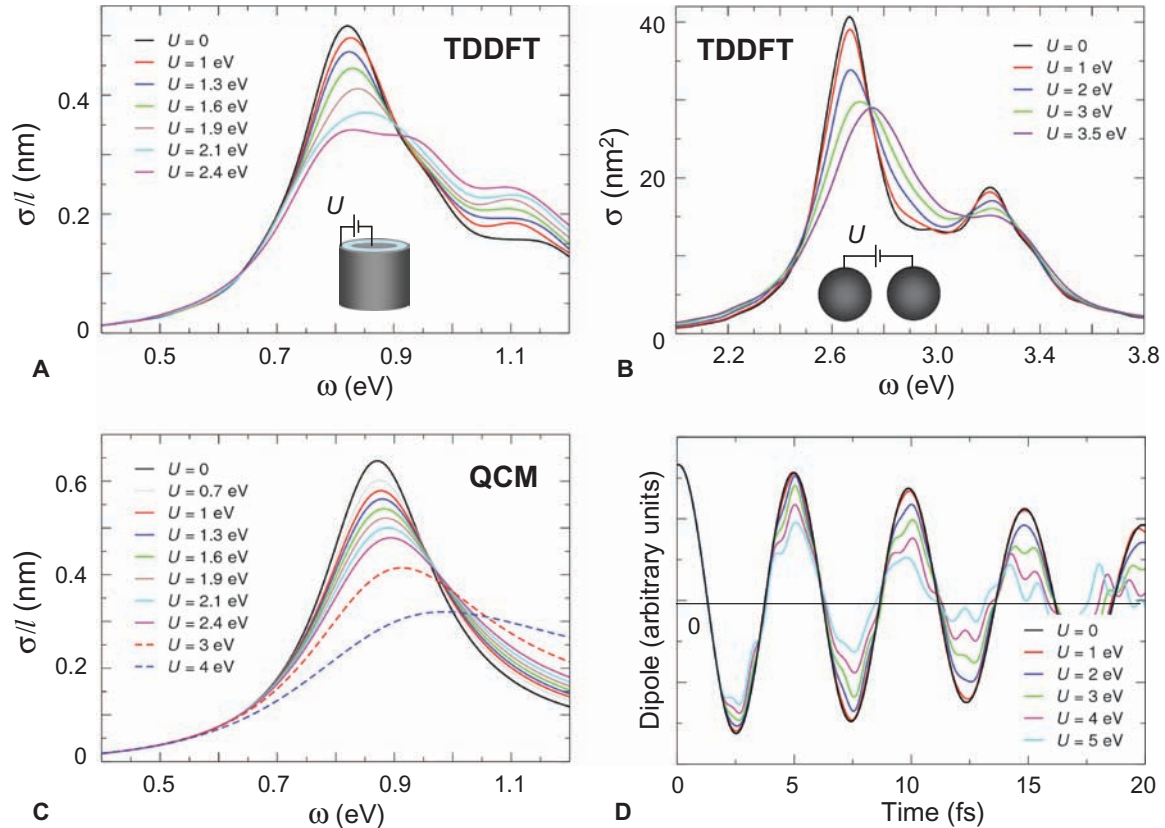 TDDFT
U = 0
U = 1 eV
U = 1.3 eV
U = 1.6 eV
U = 1.9 eV
U = 2.1 eV
U = 2.4 eV
U
σ/l (nm)
0.4
0.2
0
0.5
0.7
0.9
1.1
ω (eV)
A
TDDFT
U = 0
U = 1 eV
U = 2 eV
U = 3 eV
U = 3.5 eV
U
σ (nm²)
40
20
0
2.2
2.6
3.0
3.4
3.8
ω (eV)
B
QCM
U = 0
U = 0.7 eV
U = 1 eV
U = 1.3 eV
U = 1.6 eV
U = 1.9 eV
U = 2.1 eV
U = 2.4 eV
U = 3 eV
U = 4 eV
σ/l (nm)
0.6
0.4
0.2
0
0.5
0.7
0.9
1.1
ω (eV)
C
Dipole (arbitrary units)
0
U = 0
U = 1 eV
U = 2 eV
U = 3 eV
U = 4 eV
U = 5 eV
0
5
10
15
20
Time (fs)
D